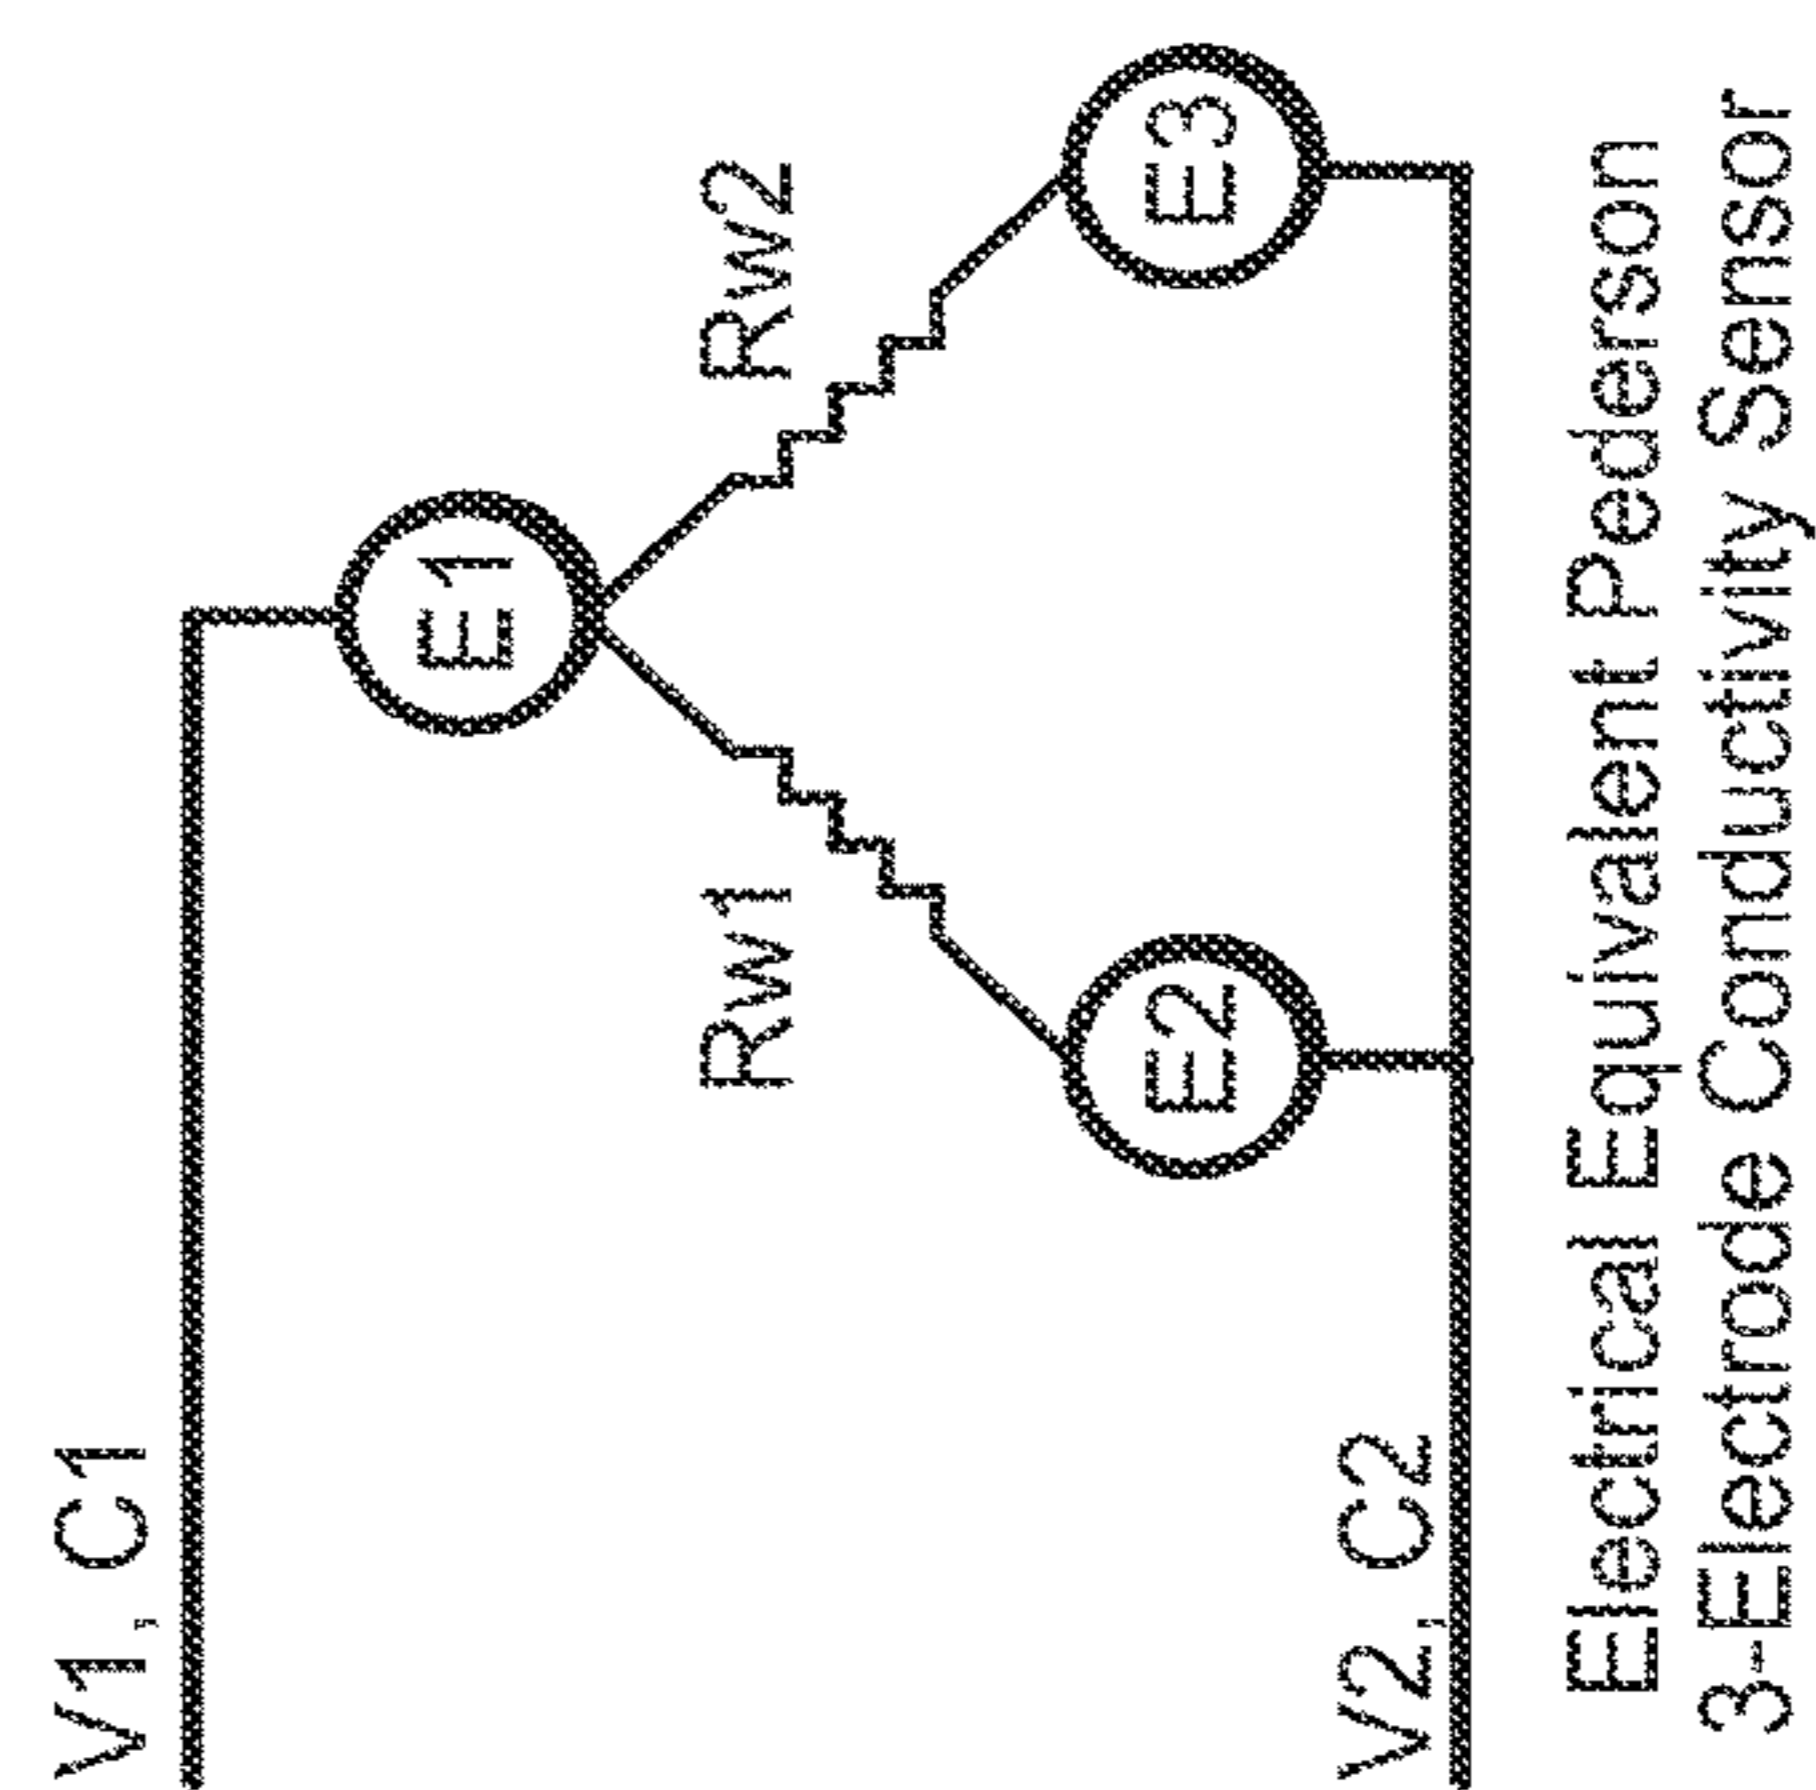 V1, C1
E1
Rw1
Rw2
E2
E3
V2, C2
Electrical Equivalent Pederson
3-Electrode Conductivity Sensor